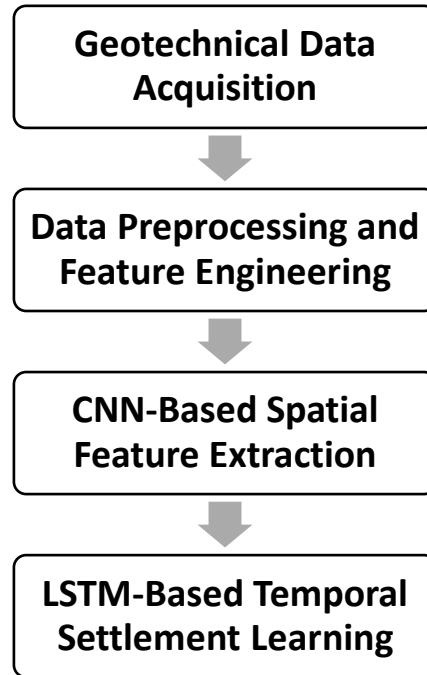 Geotechnical Data
Acquisition
Data Preprocessing and
Feature Engineering
CNN-Based Spatial
Feature Extraction
LSTM-Based Temporal
Settlement Learning